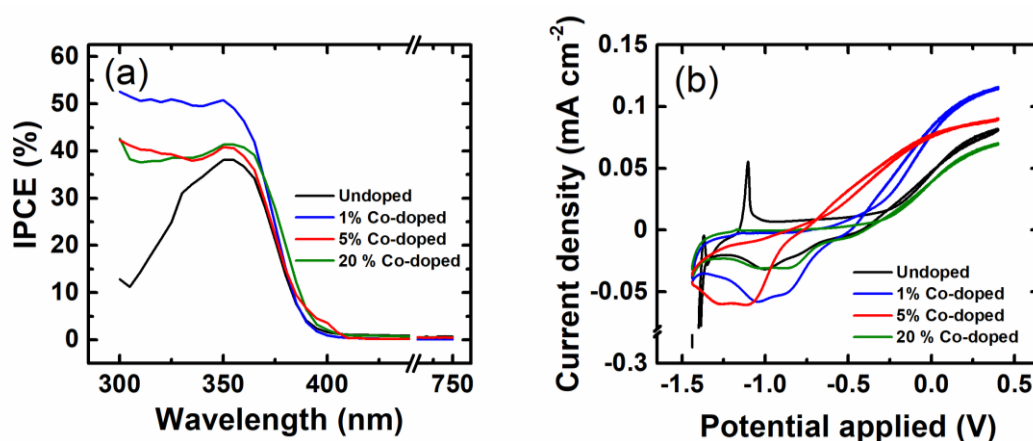 (a)
IPCE (%)
60
50
40
30
20
10
0
300
350
400
750
Wavelength (nm)
Undoped
1% Co-doped
5% Co-doped
20 % Co-doped
(b)
Current density (mA cm-2)
0.15
0.1
0.05
0
-0.05
-0.3
-1.5
-1.0
-0.5
0.0
0.5
Potential applied (V)
Undoped
1% Co-doped
5% Co-doped
20% Co-doped